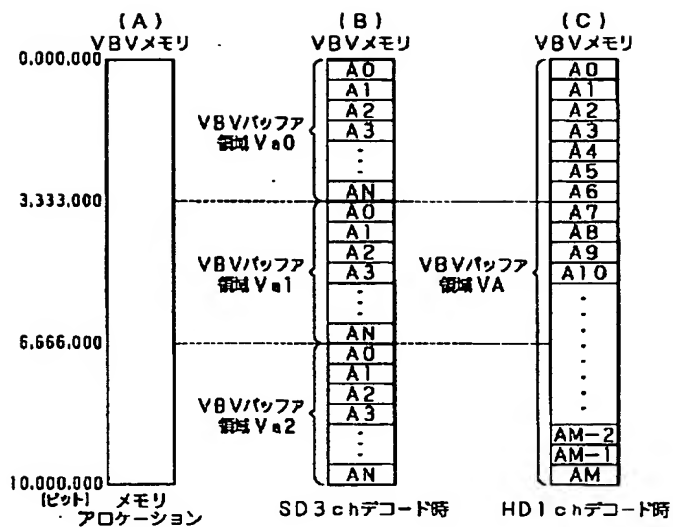 (A)
VBVメモリ
0,000,000
3,333,000
6,666,000
10,000,000
(ビット)
メモリ
アロケーション
(B)
VBVメモリ
VBVバッファ
領域Va0
A0
A1
A2
A3
AN
VBVバッファ
領域Va1
A0
A1
A2
A3
AN
VBVバッファ
領域Va2
A0
A1
A2
A3
AN
SD3chデコード時
(C)
VBVメモリ
VBVバッファ
領域VA
A0
A1
A2
A3
A4
A5
A6
A7
A8
A9
A10
AM-2
AM-1
AM
HD1chデコード時